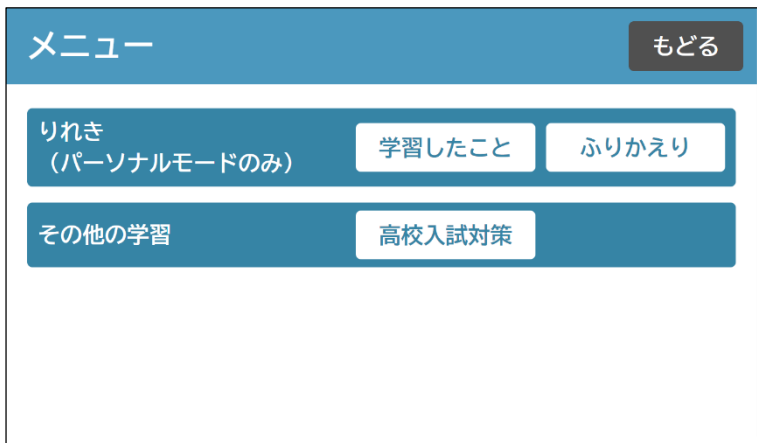 メニュー
もどる
りれき
（パーソナルモードのみ）
学習したこと
ふりかえり
その他の学習
高校入試対策